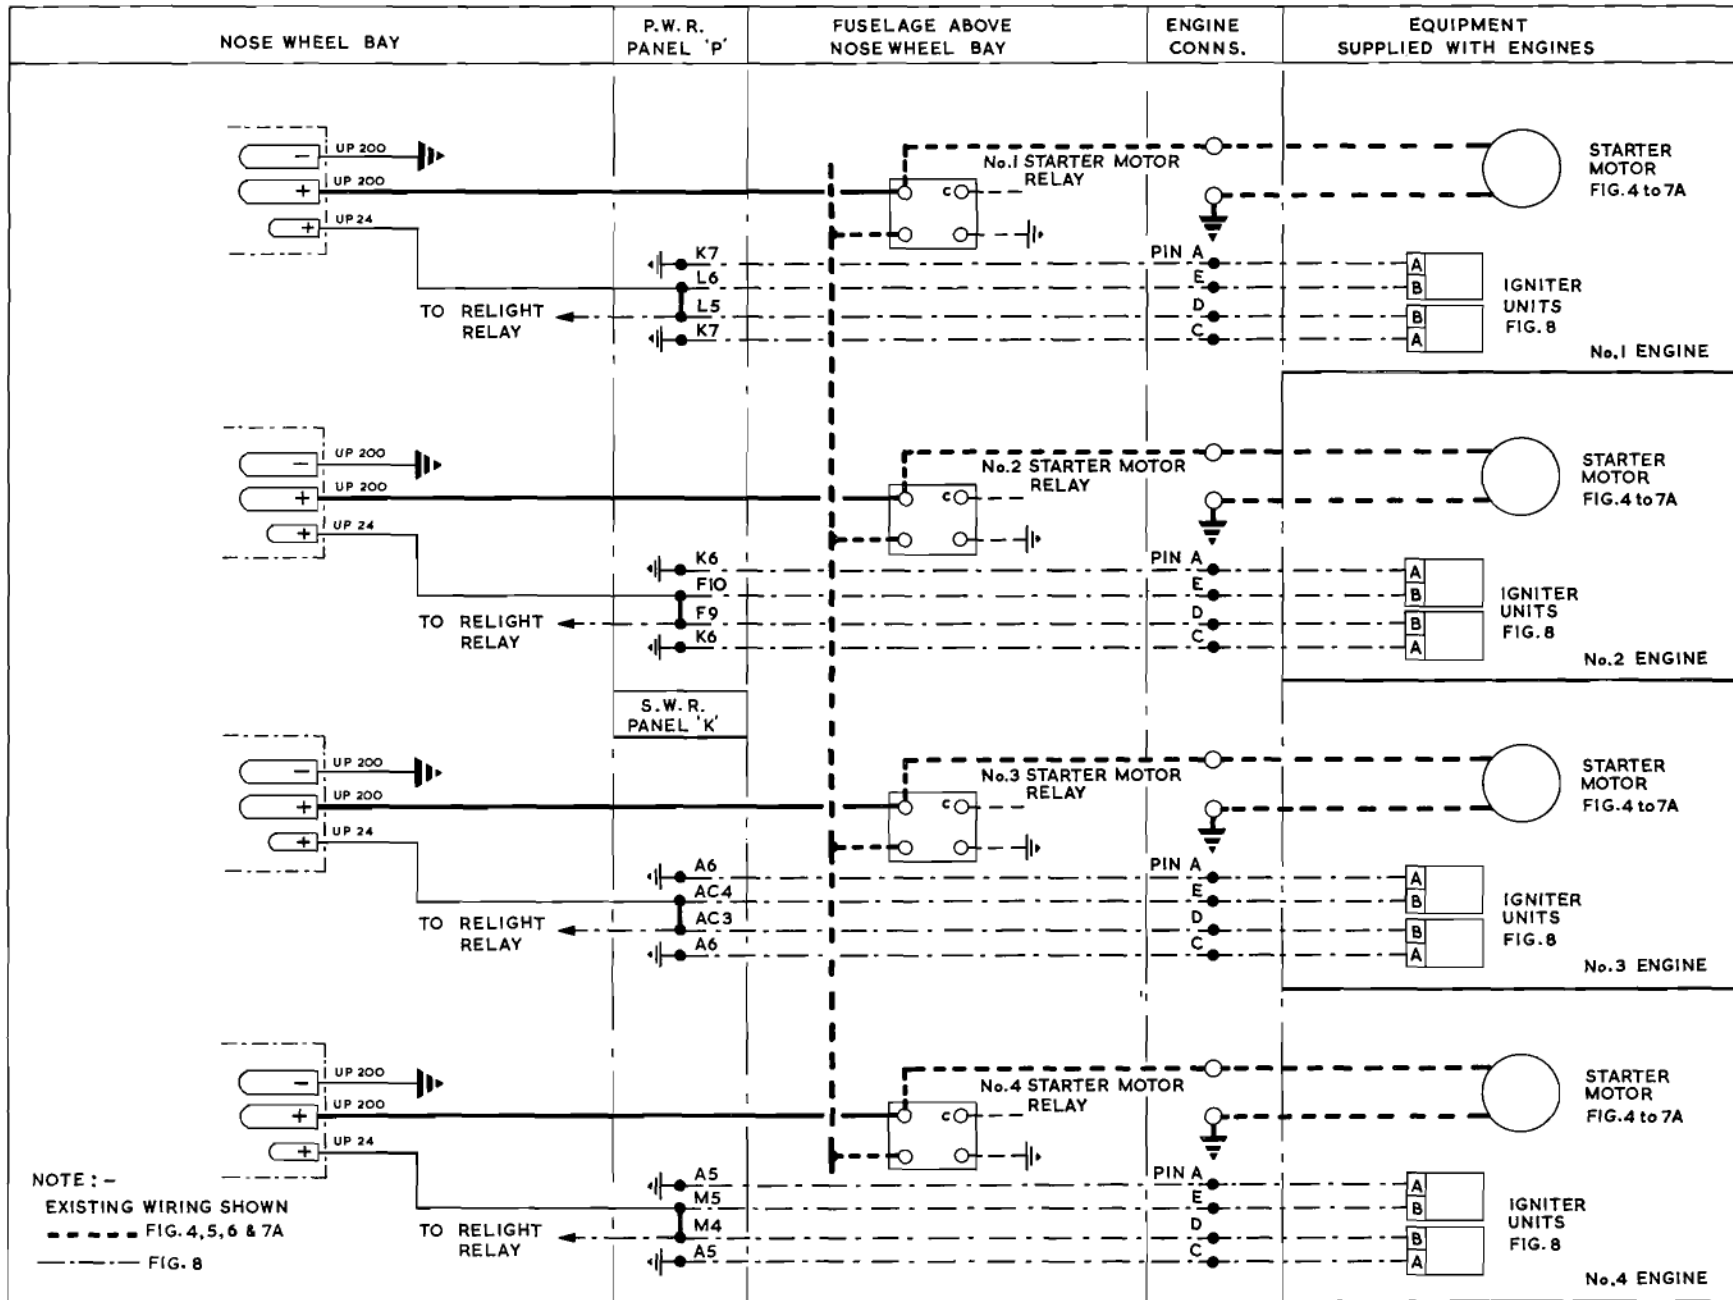 NOSE WHEEL BAY
P.W.R.
PANEL 'P'
FUSELAGE ABOVE
NOSE WHEEL BAY
ENGINE
CONNS.
EQUIPMENT
SUPPLIED WITH ENGINES
UP 200
−
UP 200
+
UP 24
+
No.1 STARTER MOTOR
RELAY
C
STARTER
MOTOR
FIG.4 to 7A
K7
L6
L5
K7
TO RELIGHT
RELAY
PIN A
E
D
C
A
B
B
A
IGNITER
UNITS
FIG.8
No.1 ENGINE
UP 200
−
UP 200
+
UP 24
+
No.2 STARTER MOTOR
RELAY
C
STARTER
MOTOR
FIG.4 to 7A
K6
F10
F9
K6
TO RELIGHT
RELAY
PIN A
E
D
C
A
B
B
A
IGNITER
UNITS
FIG.8
No.2 ENGINE
S.W.R.
PANEL 'K'
UP 200
−
UP 200
+
UP 24
+
No.3 STARTER MOTOR
RELAY
C
STARTER
MOTOR
FIG.4 to 7A
A6
AC4
AC3
A6
TO RELIGHT
RELAY
PIN A
E
D
C
A
B
B
A
IGNITER
UNITS
FIG.8
No.3 ENGINE
UP 200
−
UP 200
+
UP 24
+
No.4 STARTER MOTOR
RELAY
C
STARTER
MOTOR
FIG.4 to 7A
A5
M5
M4
A5
TO RELIGHT
RELAY
PIN A
E
D
C
A
B
B
A
IGNITER
UNITS
FIG.8
No.4 ENGINE
NOTE :-
EXISTING WIRING SHOWN
FIG. 4,5,6 & 7A
FIG. 8